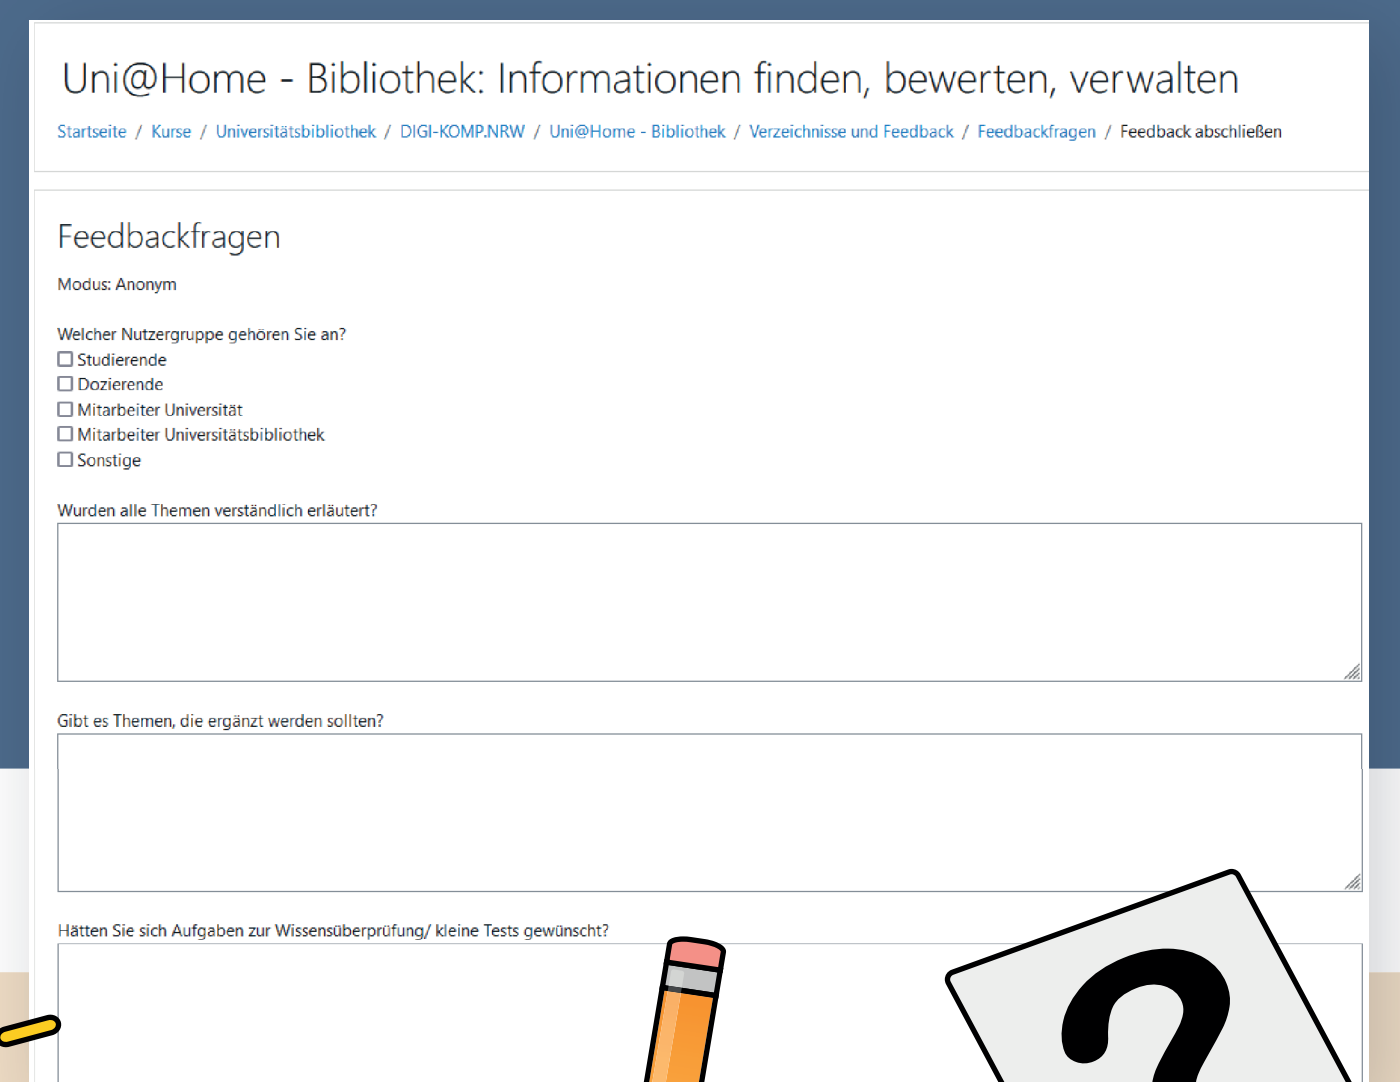 Uni@Home - Bibliothek: Informationen finden, bewerten, verwalten
Startseite / Kurse / Universitätsbibliothek / DIGI-KOMP.NRW / Uni@Home - Bibliothek / Verzeichnisse und Feedback / Feedbackfragen / Feedback abschließen
Feedbackfragen
Modus: Anonym
Welcher Nutzergruppe gehören Sie an?
Studierende
Dozierende
Mitarbeiter Universität
Mitarbeiter Universitätsbibliothek
Sonstige
Wurden alle Themen verständlich erläutert?
Gibt es Themen, die ergänzt werden sollten?
Hätten Sie sich Aufgaben zur Wissensüberprüfung/ kleine Tests gewünscht?
?